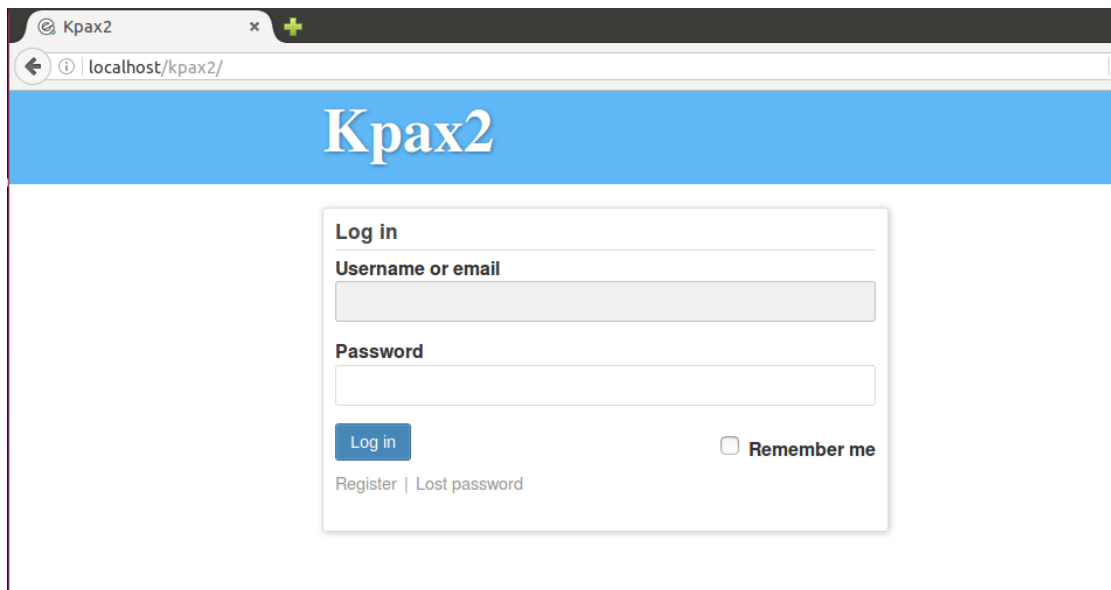 Kpax2
localhost/kpax2/
Kpax2
Log in
Username or email
Password
Log in
Remember me
Register | Lost password